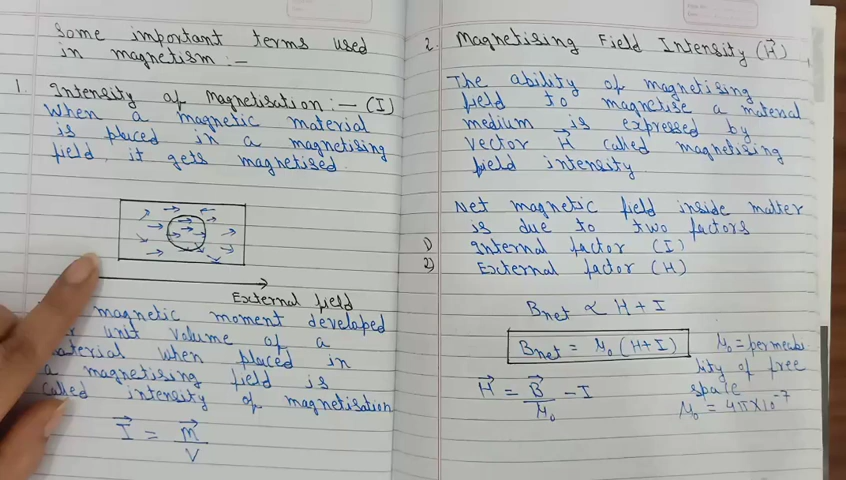 Some important terms used
in magnetism :-
1. Intensity of Magnetisation :- (I)
When a magnetic material
is placed in a magnetising
field, it gets magnetised.
External field
magnetic moment developed
unit volume of a
material when placed in
a magnetising field is
called intensity of magnetisation
I⃗ = m⃗ / V
2. Magnetising Field Intensity (H⃗)
The ability of magnetising
field to magnetise a material
medium is expressed by
vector H⃗ called magnetising
field intensity.
Net magnetic field inside matter
is due to two factors
1) Internal factor (I)
2) External factor (H)
Bnet ∝ H + I
Bnet = μ₀ (H+I)
μ₀ = permeabi
lity of free
space
μ₀ = 4π×10⁻⁷
H⃗ = B⃗ / μ₀ - I